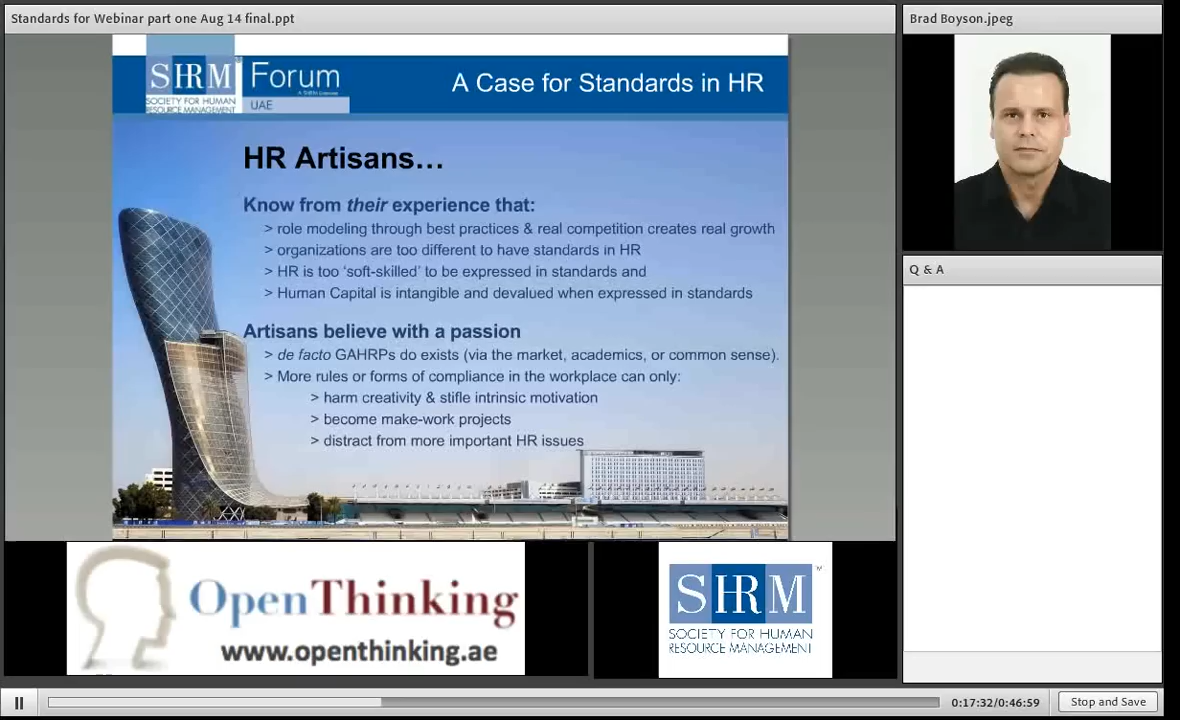 Standards for Webinar part one Aug 14 final.ppt
Brad Boyson.jpeg
SHRM Forum
SOCIETY FOR HUMAN
RESOURCE MANAGEMENT
UAE
A Case for Standards in HR
HR Artisans…
Know from their experience that:
> role modeling through best practices & real competition creates real growth
> organizations are too different to have standards in HR
> HR is too ‘soft-skilled’ to be expressed in standards and
> Human Capital is intangible and devalued when expressed in standards
Artisans believe with a passion
> de facto GAHRPs do exists (via the market, academics, or common sense).
> More rules or forms of compliance in the workplace can only:
> harm creativity & stifle intrinsic motivation
> become make-work projects
> distract from more important HR issues
Q & A
OpenThinking
www.openthinking.ae
SHRM™
SOCIETY FOR HUMAN
RESOURCE MANAGEMENT
0:17:32/0:46:59
Stop and Save